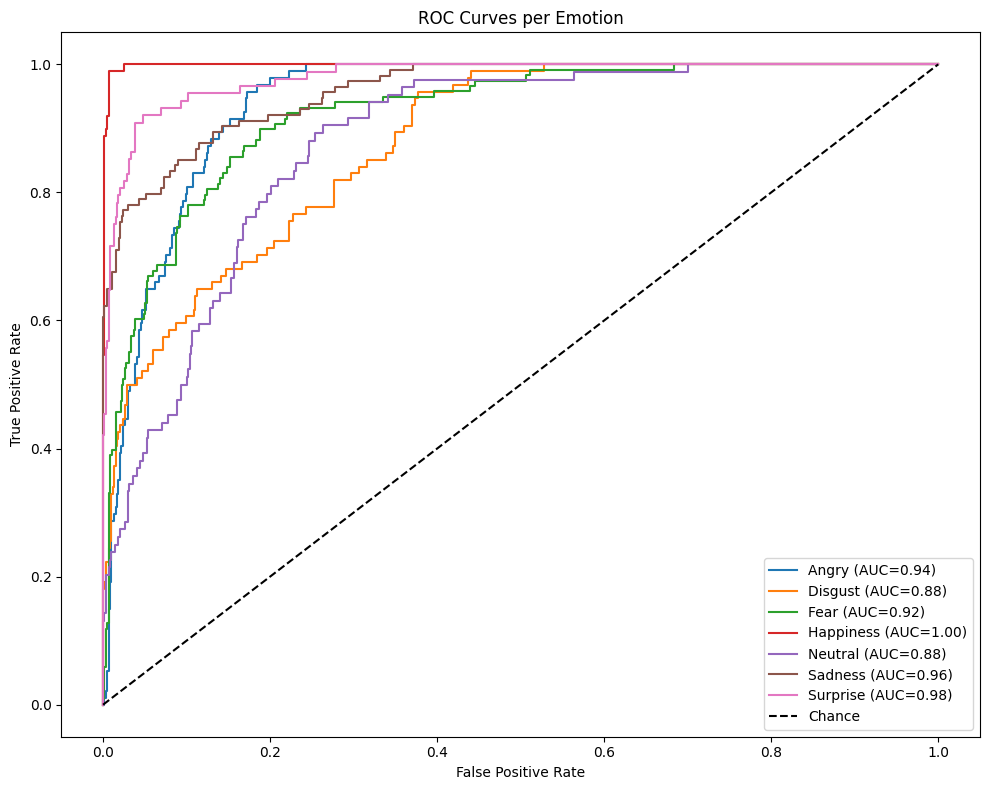 ROC Curves per Emotion
True Positive Rate
1.0
0.8
0.6
0.4
0.2
0.0
0.0 0.2 0.4 0.6 0.8 1.0
False Positive Rate
Angry (AUC=0.94)
Disgust (AUC=0.88)
Fear (AUC=0.92)
Happiness (AUC=1.00)
Neutral (AUC=0.88)
Sadness (AUC=0.96)
Surprise (AUC=0.98)
Chance